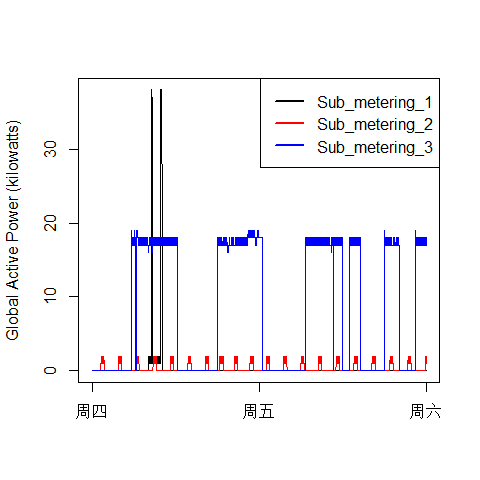 Sub_metering_1
Sub_metering_2
Sub_metering_3
Global Active Power (kilowatts)
30
20
10
0
周四 周五 周六